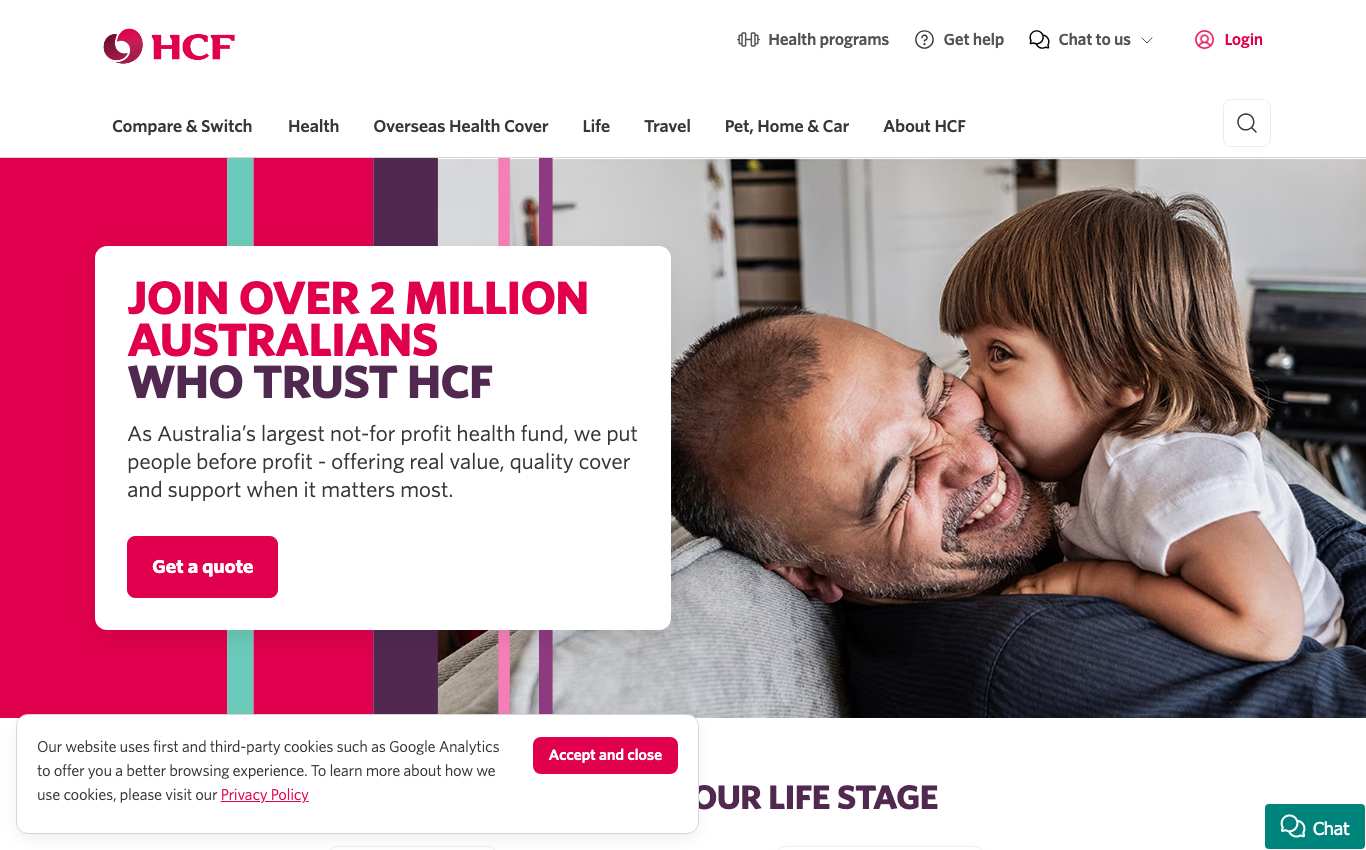 HCF
Health programs
Get help
Chat to us
Login
Compare & Switch
Health
Overseas Health Cover
Life
Travel
Pet, Home & Car
About HCF
JOIN OVER 2 MILLION
AUSTRALIANS
WHO TRUST HCF
As Australia’s largest not-for profit health fund, we put
people before profit - offering real value, quality cover
and support when it matters most.
Get a quote
Our website uses first and third-party cookies such as Google Analytics
to offer you a better browsing experience. To learn more about how we
use cookies, please visit our Privacy Policy
Accept and close
OUR LIFE STAGE
Chat